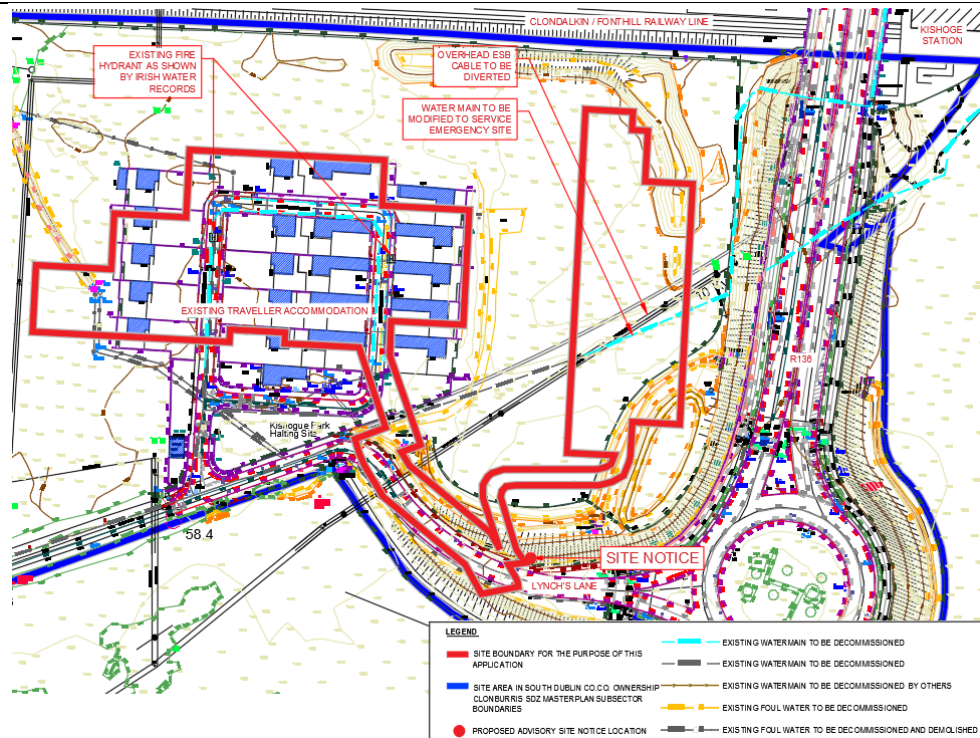 CLONDALKIN / FONTHILL RAILWAY LINE
KISHOGE
STATION
EXISTING FIRE
HYDRANT AS SHOWN
BY IRISH WATER
RECORDS
OVERHEAD ESB
CABLE TO BE
DIVERTED
WATER MAIN TO BE
MODIFIED TO SERVICE
EMERGENCY SITE
EXISTING TRAVELLER ACCOMMODATION
R136
Kishogue Park
Halting Site
58.4
SITE NOTICE
LYNCH'S LANE
LEGEND
SITE BOUNDARY FOR THE PURPOSE OF THIS
APPLICATION
SITE AREA IN SOUTH DUBLIN CO.CO. OWNERSHIP
CLONBURRIS SDZ MASTERPLAN SUBSECTOR
BOUNDARIES
PROPOSED ADVISORY SITE NOTICE LOCATION
EXISTING WATERMAIN TO BE DECOMMISSIONED
EXISTING WATERMAIN TO BE DECOMMISSIONED
EXISTING WATERMAIN TO BE DECOMMISSIONED BY OTHERS
EXISTING FOUL WATER TO BE DECOMMISSIONED
EXISTING FOUL WATER TO BE DECOMMISSIONED AND DEMOLISHED